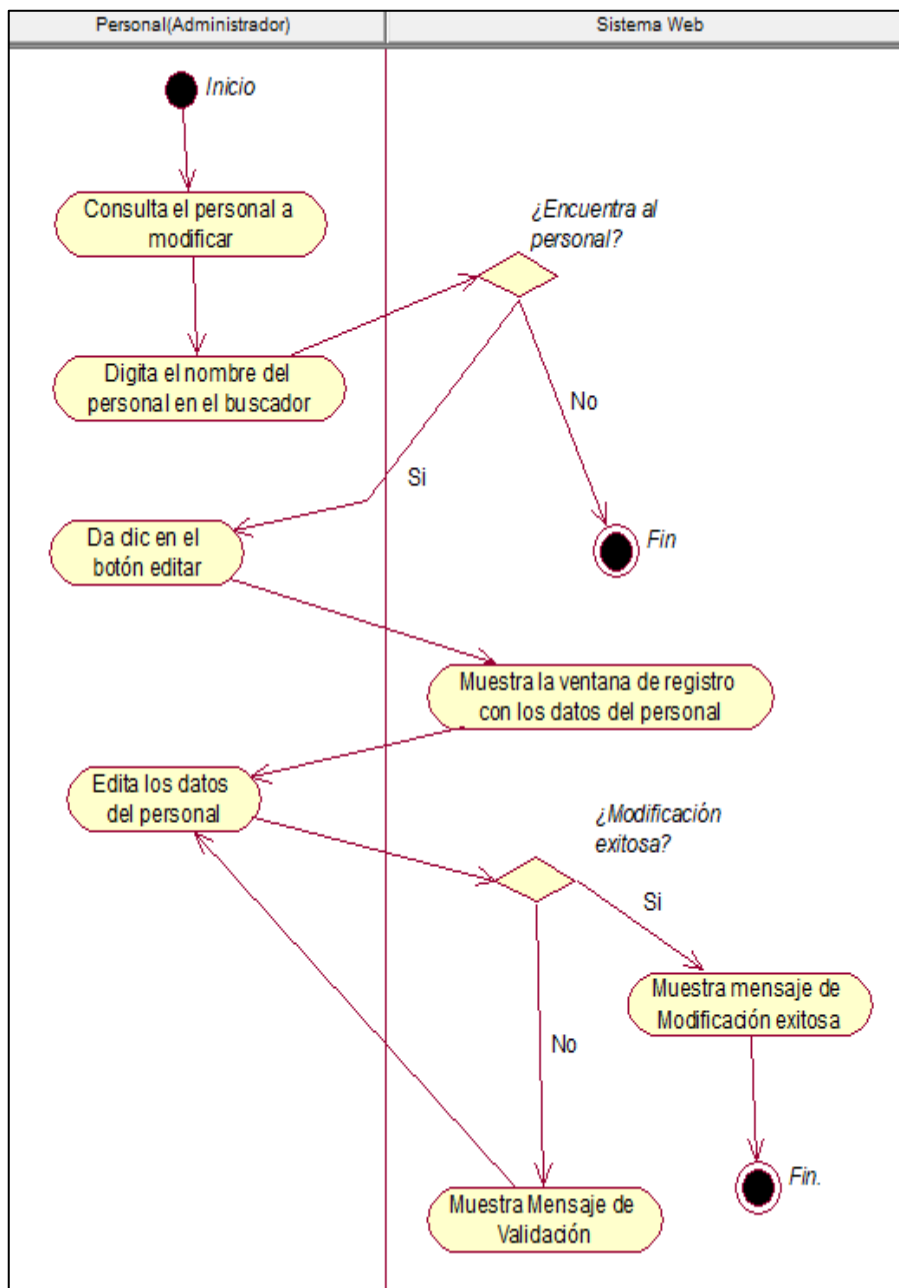 Personal(Administrador)
Sistema Web
Inicio
Consulta el personal a
modificar
¿Encuentra al
personal?
Digita el nombre del
personal en el buscador
No
Si
Da clic en el
botón editar
Fin
Muestra la ventana de registro
con los datos del personal
Edita los datos
del personal
¿Modificación
exitosa?
Si
Muestra mensaje de
Modificación exitosa
No
Muestra Mensaje de
Validación
Fin.